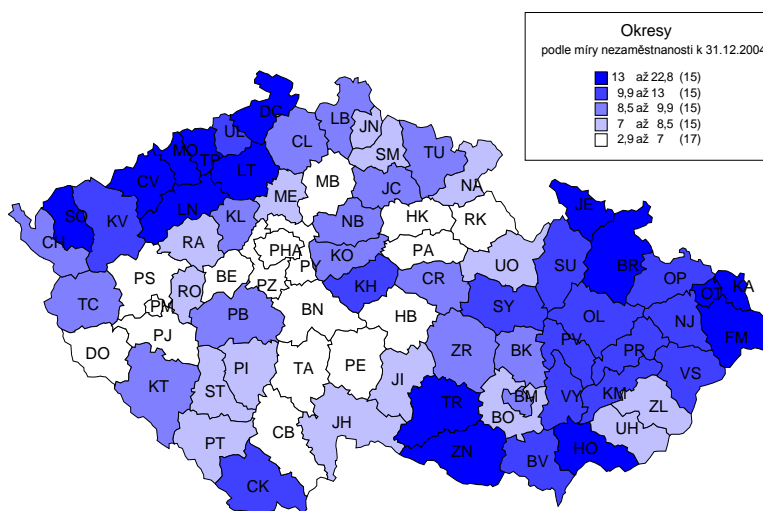 Okresy
podle míry nezaměstnanosti k 31.12.2004
13 až 22,8 (15)
9,9 až 13 (15)
8,5 až 9,9 (15)
7 až 8,5 (15)
2,9 až 7 (17)
DC
UL
LB
JN
MO
TP
CL
SM
TU
CV
LT
MB
JC
NA
SO
KV
LN
KL
ME
NB
HK
RK
JE
CH
RA
PHA
PY
KO
PA
UO
SU
BR
OP
KA
OT
TC
PS
PM
RO
BE
PZ
KH
CR
SY
OL
NJ
FM
DO
PJ
PB
BN
HB
PV
PR
KT
ST
PI
TA
PE
JI
ZR
BK
VS
PT
CB
JH
TR
BO
BM
VY
KM
ZL
UH
CK
ZN
BV
HO